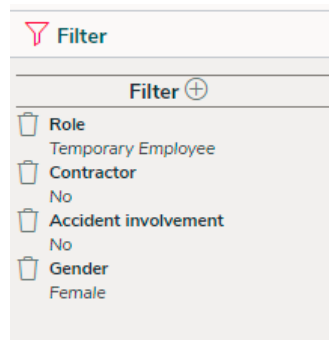 Filter
Filter
Role
Temporary Employee
Contractor
No
Accident involvement
No
Gender
Female